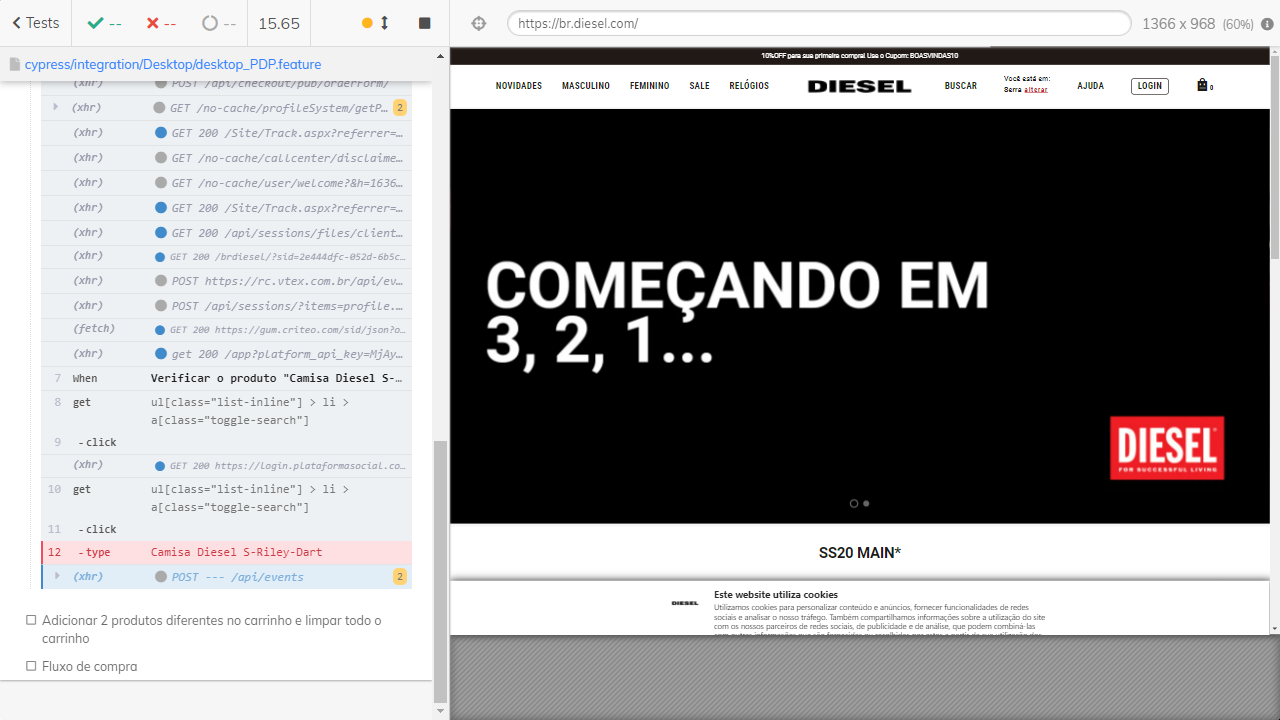 Tests
--
--
--
15.65
https://br.diesel.com/
1366 x 968 (60%)
cypress/integration/Desktop/desktop_PDP.feature
(xhr) POST /api/checkout/pub/orderForm/
(xhr) GET /no-cache/profileSystem/getP... 2
(xhr) GET 200 /Site/Track.aspx?referrer=...
(xhr) GET /no-cache/callcenter/disclaime...
(xhr) GET /no-cache/user/welcome?&h=1636...
(xhr) GET 200 /Site/Track.aspx?referrer=...
(xhr) GET 200 /api/sessions/files/client...
(xhr) GET 200 /brdiesel/?sid=2e444dfc-052d-6b5c...
(xhr) POST https://rc.vtex.com.br/api/ev...
(xhr) POST /api/sessions/?items=profile....
(fetch) GET 200 https://gum.criteo.com/sid/json?o...
(xhr) get 200 /app?platform_api_key=MjAy...
7 When Verificar o produto "Camisa Diesel S-...
8 get ul[class="list-inline"] > li >
a[class="toggle-search"]
9 -click
(xhr) GET 200 https://login.plataformasocial.co...
10 get ul[class="list-inline"] > li >
a[class="toggle-search"]
11 -click
12 -type Camisa Diesel S-Riley-Dart
(xhr) POST --- /api/events 2
Adicionar 2 produtos diferentes no carrinho e limpar todo o
carrinho
Fluxo de compra
10%OFF para sua primeira compra! Use o Cupom: BOASVINDAS10
NOVIDADES MASCULINO FEMININO SALE RELÓGIOS DIESEL BUSCAR Você está em: AJUDA LOGIN 0
Serra alterar
COMEÇANDO EM
3, 2, 1...
DIESEL
FOR SUCCESSFUL LIVING
SS20 MAIN*
DIESEL
Este website utiliza cookies
Utilizamos cookies para personalizar conteúdo e anúncios, fornecer funcionalidades de redes
sociais e analisar o nosso tráfego. Também compartilhamos informações sobre a utilização do site
com os nossos parceiros de redes sociais, de publicidade e de análise, que podem combiná-las